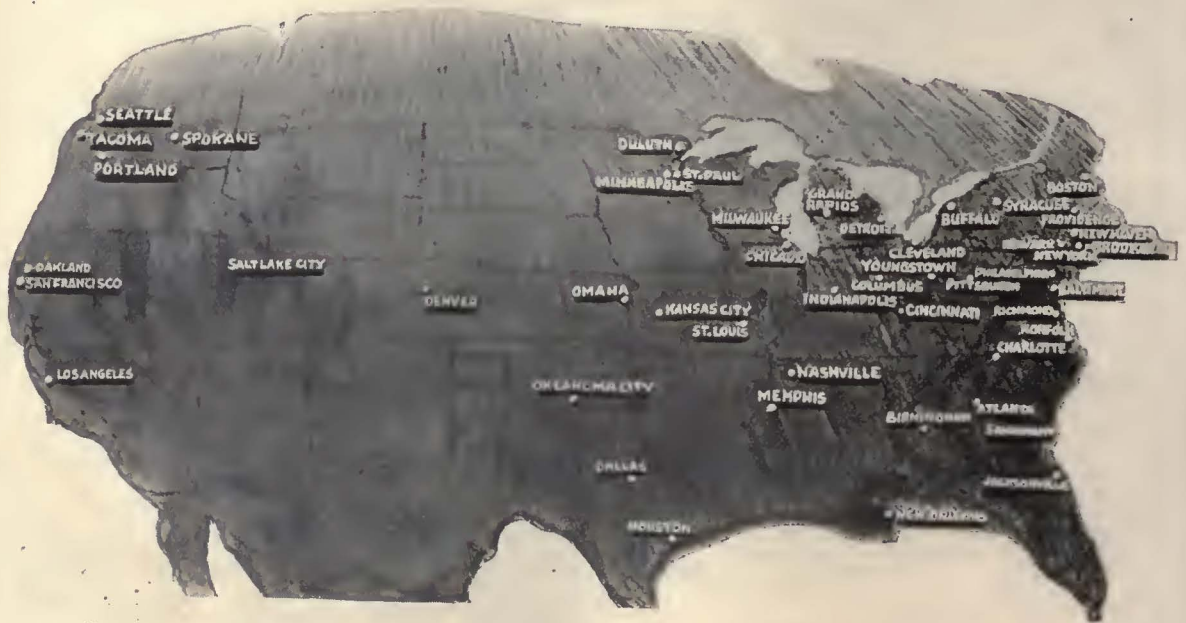 SEATTLE
TACOMA
SPOKANE
PORTLAND
DULUTH
MINNEAPOLIS
ST. PAUL
BOSTON
GRAND
RAPIDS
SYRACUSE
MILWAUKEE
BUFFALO
PROVIDENCE
DETROIT
NEW HAVEN
CHICAGO
NEWARK
BROOKLYN
CLEVELAND
NEW YORK
OAKLAND
SALT LAKE CITY
YOUNGSTOWN
PHILADELPHIA
SAN FRANCISCO
COLUMBUS
PITTSBURGH
OMAHA
DENVER
INDIANAPOLIS
KANSAS CITY
CINCINNATI
RICHMOND
ST. LOUIS
NORFOLK
CHARLOTTE
LOS ANGELES
NASHVILLE
OKLAHOMA CITY
MEMPHIS
ATLANTA
BIRMINGHAM
DALLAS
JACKSONVILLE
HOUSTON